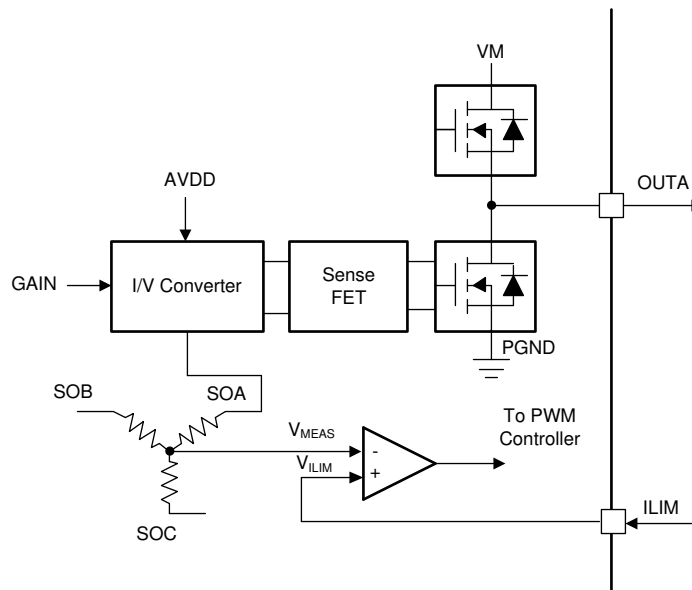 VM
OUTA
AVDD
GAIN
I/V Converter
Sense
FET
PGND
SOB
SOA
VMEAS
-
To PWM
Controller
VILIM
+
SOC
ILIM